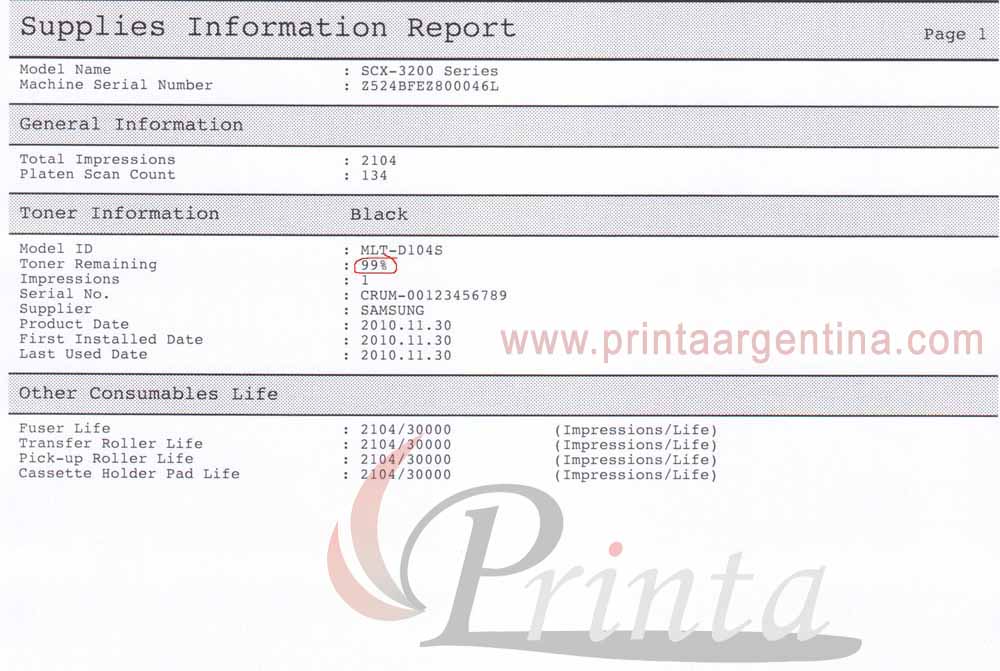 Supplies Information Report Page 1
Model Name : SCX-3200 Series
Machine Serial Number : Z524BFEZ800046L
General Information
Total Impressions : 2104
Platen Scan Count : 134
Toner Information Black
Model ID : MLT-D104S
Toner Remaining : 99%
Impressions : 1
Serial No. : CRUM-00123456789
Supplier : SAMSUNG
Product Date : 2010.11.30
First Installed Date : 2010.11.30
Last Used Date : 2010.11.30
www.printaargentina.com
Other Consumables Life
Fuser Life : 2104/30000 (Impressions/Life)
Transfer Roller Life : 2104/30000 (Impressions/Life)
Pick-up Roller Life : 2104/30000 (Impressions/Life)
Cassette Holder Pad Life : 2104/30000 (Impressions/Life)
Printa